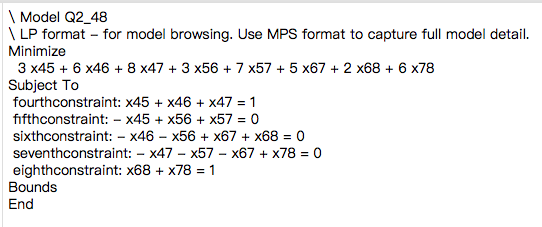 \ Model Q2_48
\ LP format – for model browsing. Use MPS format to capture full model detail.
Minimize
3 x45 + 6 x46 + 8 x47 + 3 x56 + 7 x57 + 5 x67 + 2 x68 + 6 x78
Subject To
fourthconstraint: x45 + x46 + x47 = 1
fifthconstraint: – x45 + x56 + x57 = 0
sixthconstraint: – x46 – x56 + x67 + x68 = 0
seventhconstraint: – x47 – x57 – x67 + x78 = 0
eighthconstraint: x68 + x78 = 1
Bounds
End